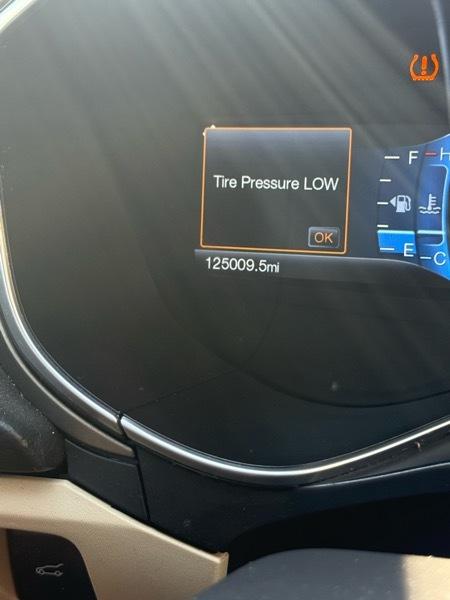 Tire Pressure LOW
F
H
OK
E
C
125009.5mi